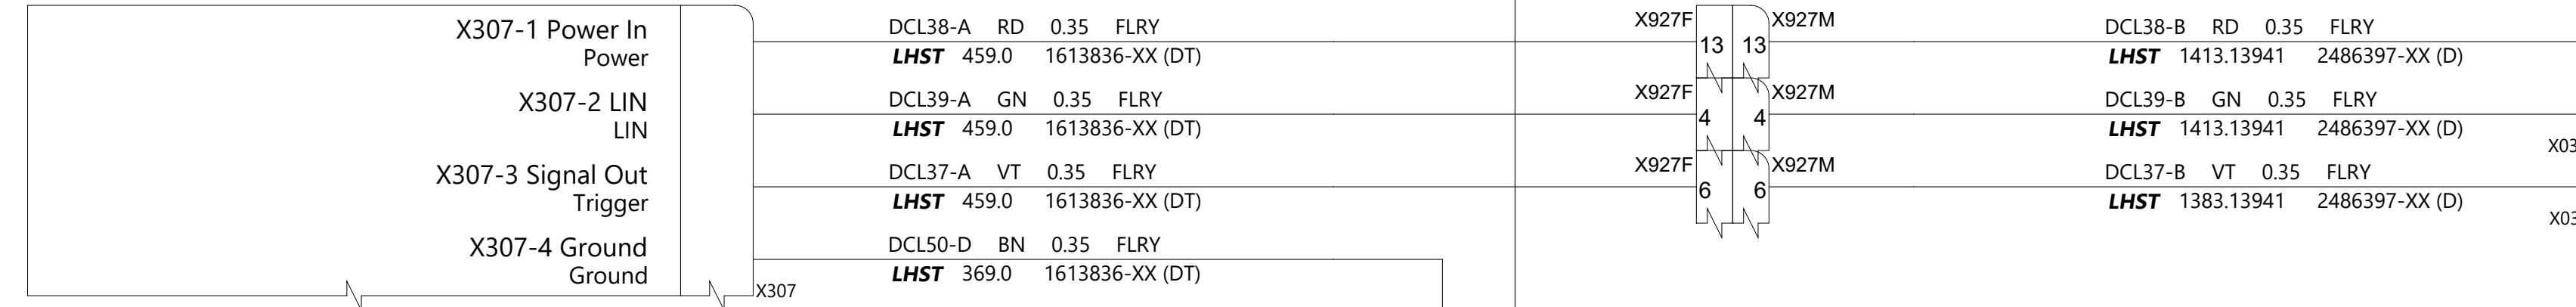 X307-1 Power In DCL38-A RD 0.35 FLRY X927F X927M DCL38-B RD 0.35 FLRY
Power LHST 459.0 1613836-XX (DT) 13 13 LHST 1413.13941 2486397-XX (D)
X307-2 LIN DCL39-A GN 0.35 FLRY X927F X927M DCL39-B GN 0.35 FLRY
LIN LHST 459.0 1613836-XX (DT) 4 4 LHST 1413.13941 2486397-XX (D)
X03
X307-3 Signal Out DCL37-A VT 0.35 FLRY X927F X927M DCL37-B VT 0.35 FLRY
Trigger LHST 459.0 1613836-XX (DT) 6 6 LHST 1383.13941 2486397-XX (D)
X03
X307-4 Ground DCL50-D BN 0.35 FLRY
Ground LHST 369.0 1613836-XX (DT)
X307